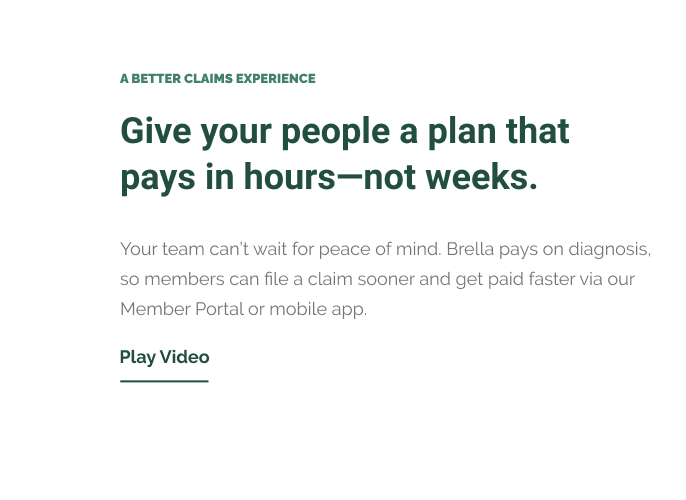 A BETTER CLAIMS EXPERIENCE
Give your people a plan that
pays in hours—not weeks.
Your team can’t wait for peace of mind. Brella pays on diagnosis,
so members can file a claim sooner and get paid faster via our
Member Portal or mobile app.
Play Video